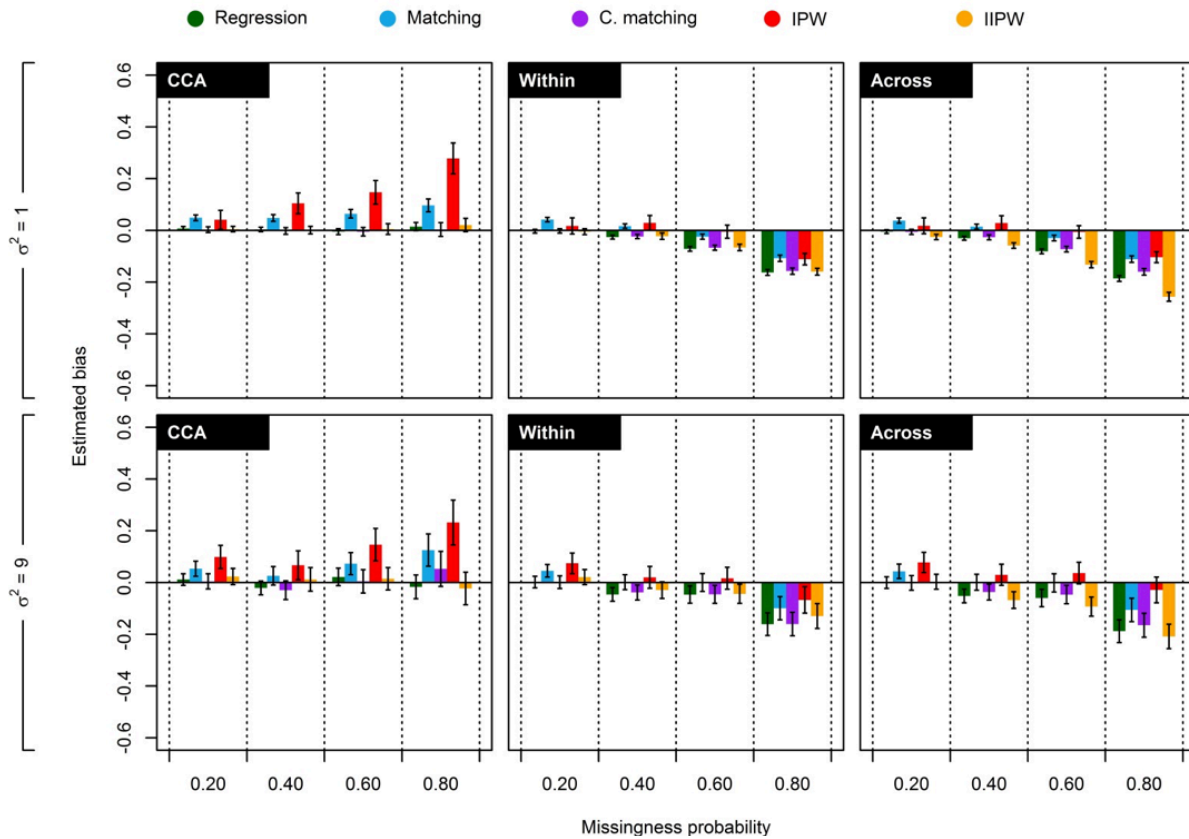 Regression Matching C. matching IPW IIPW
CCA Within Across
0.6
0.4
0.2
0.0
-0.2
-0.4
-0.6
σ² = 1
Estimated bias
CCA Within Across
0.6
0.4
0.2
0.0
-0.2
-0.4
-0.6
σ² = 9
0.20 0.40 0.60 0.80 0.20 0.40 0.60 0.80 0.20 0.40 0.60 0.80
Missingness probability